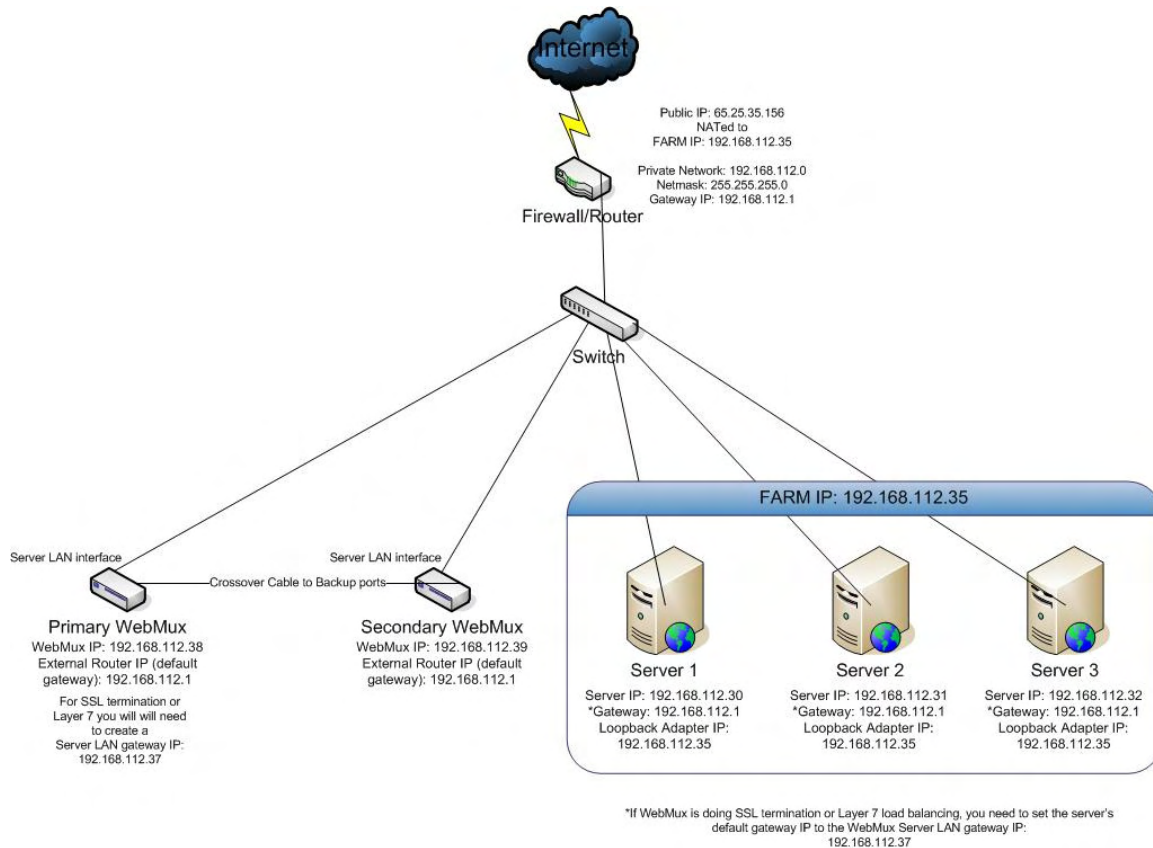 Internet
Public IP: 65.25.35.156
NATed to
FARM IP: 192.168.112.35
Private Network: 192.168.112.0
Netmask: 255.255.255.0
Gateway IP: 192.168.112.1
Firewall/Router
Switch
FARM IP: 192.168.112.35
Server LAN interface
Server LAN interface
Crossover Cable to Backup ports
Primary WebMux
WebMux IP: 192.168.112.38
External Router IP (default
gateway): 192.168.112.1
For SSL termination or
Layer 7 you will will need
to create a
Server LAN gateway IP:
192.168.112.37
Secondary WebMux
WebMux IP: 192.168.112.39
External Router IP (default
gateway): 192.168.112.1
Server 1
Server IP: 192.168.112.30
*Gateway: 192.168.112.1
Loopback Adapter IP:
192.168.112.35
Server 2
Server IP: 192.168.112.31
*Gateway: 192.168.112.1
Loopback Adapter IP:
192.168.112.35
Server 3
Server IP: 192.168.112.32
*Gateway: 192.168.112.1
Loopback Adapter IP:
192.168.112.35
*If WebMux is doing SSL termination or Layer 7 load balancing, you need to set the server's
default gateway IP to the WebMux Server LAN gateway IP:
192.168.112.37